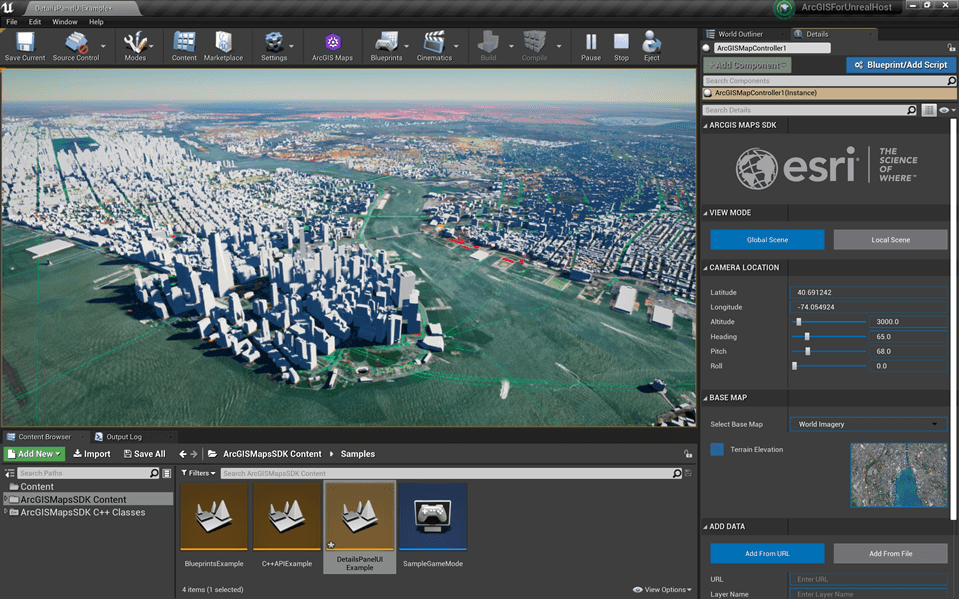 DetailsPanelUIExample•
ArcGISForUnrealHost
File Edit Window Help
Save Current Source Control Modes Content Marketplace Settings ArcGIS Maps Blueprints Cinematics Build Compile Pause Stop Eject
World Outliner Details
ArcGISMapController1
+Add Component Blueprint/Add Script
Search Components
ArcGISMapController1(Instance)
Search Details
ARCGIS MAPS SDK
esri THE
SCIENCE
OF
WHERE™
VIEW MODE
Global Scene Local Scene
CAMERA LOCATION
Latitude 40.691242
Longitude -74.054924
Altitude 3000.0
Heading 65.0
Pitch 68.0
Roll 0.0
BASE MAP
Select Base Map World Imagery
Terrain Elevation
ADD DATA
Add From URL Add From File
URL Enter URL
Layer Name Enter Layer Name
Content Browser Output Log
Add New Import Save All ArcGISMapsSDK Content Samples
Search Paths
Filters Search ArcGISMapsSDK Content
Content
ArcGISMapsSDK Content
ArcGISMapsSDK C++ Classes
BlueprintsExample C++APIExample DetailsPanelUI
Example SampleGameMode
4 items (1 selected) View Options